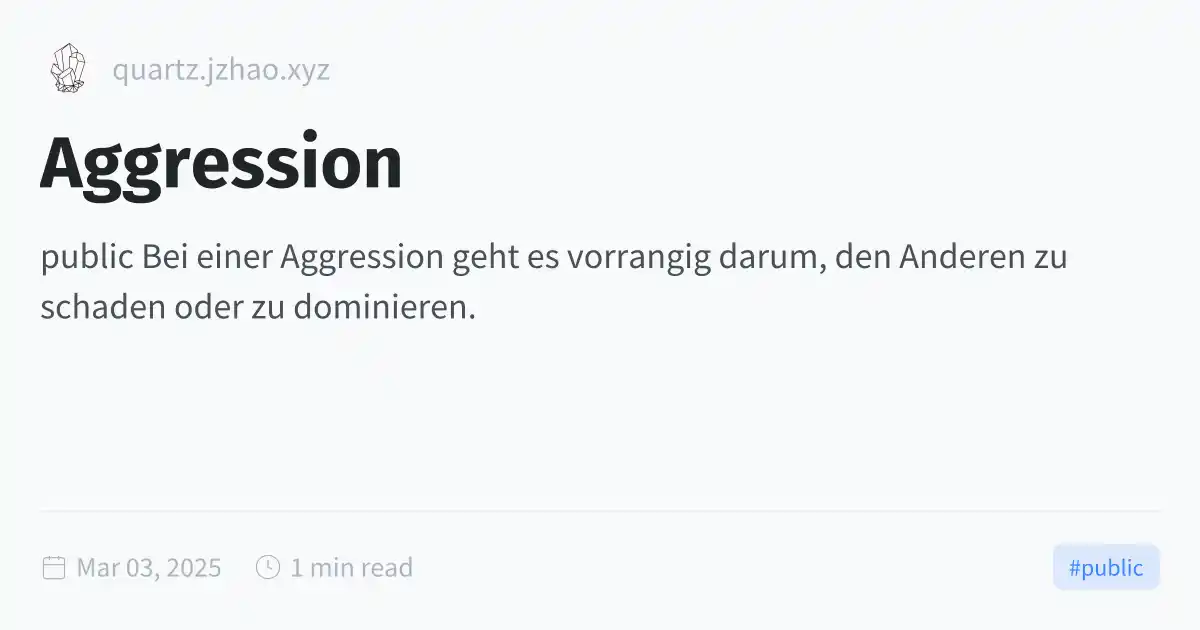 quartz.jzhao.xyz
Aggression
public Bei einer Aggression geht es vorrangig darum, den Anderen zu
schaden oder zu dominieren.
Mar 03, 2025 1 min read
#public